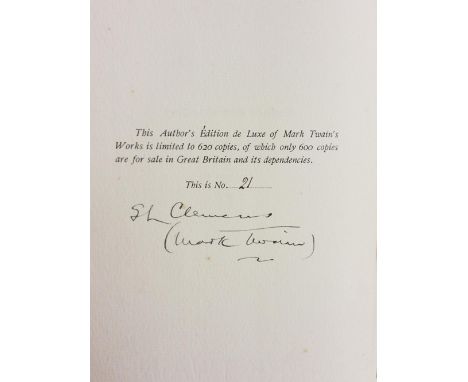 This Author's Édition de Luxe of Mark Twain's
Works is limited to 620 copies, of which only 600 copies
are for sale in Great Britain and its dependencies.
This is No. 21
SL Clemens
(Mark Twain)